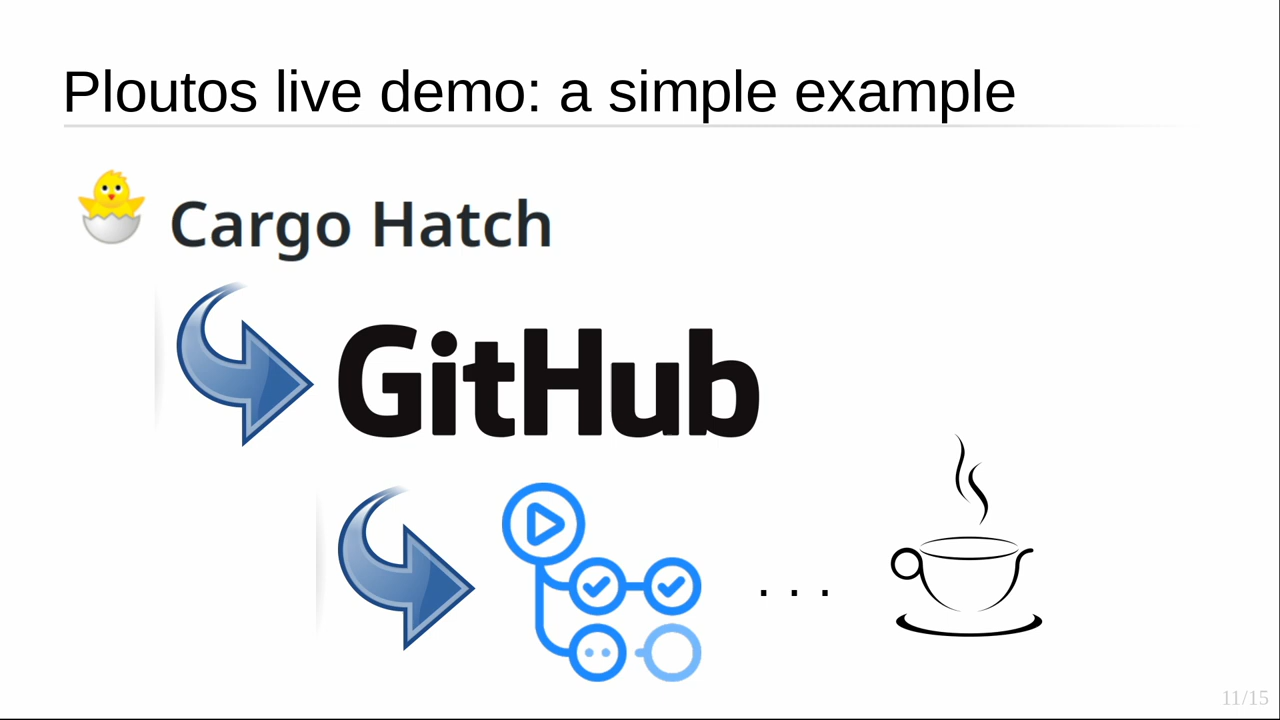 Ploutos live demo: a simple example
Cargo Hatch
GitHub
. . .
11/15